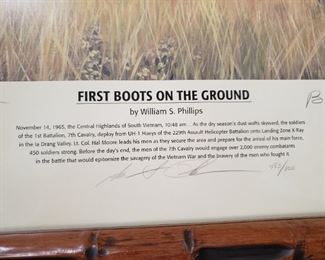 FIRST BOOTS ON THE GROUND
by William S. Phillips
November 14, 1965, the Central Highlands of South Vietnam, 10:48 am... As the dry season's dust wafts skyward, the soldiers
of the 1st Battalion, 7th Cavalry, deploy from UH-1 Hueys of the 229th Assault Helicopter Battalion onto Landing Zone X-Ray
in the Ia Drang Valley. Lt. Col. Hal Moore leads his men as they secure the area and prepare for the arrival of his main force,
450 soldiers strong. Before the day's end, the men of the 7th Cavalry would engage over 2,000 enemy combatants
in the battle that would epitomize the savagery of the Vietnam War and the bravery of the men who fought it.